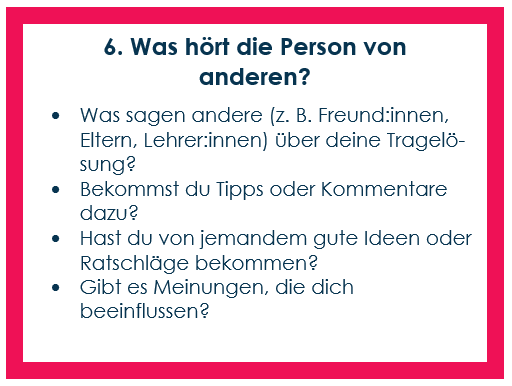 6. Was hört die Person von
anderen?
• Was sagen andere (z. B. Freund:innen,
Eltern, Lehrer:innen) über deine Tragelö-
sung?
• Bekommst du Tipps oder Kommentare
dazu?
• Hast du von jemandem gute Ideen oder
Ratschläge bekommen?
• Gibt es Meinungen, die dich
beeinflussen?